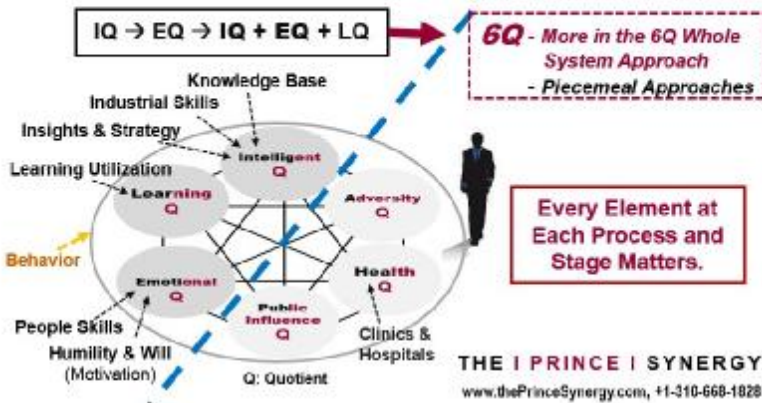 IQ → EQ → IQ + EQ + LQ
6Q - More in the 6Q Whole
System Approach
- Piecemeal Approaches
Knowledge Base
Industrial Skills
Insights & Strategy
Learning Utilization
Intelligent
Q
Learning
Q
Adversity
Q
Behavior
Emotional
Q
Health
Q
Public
Influence
Q
People Skills
Humility & Will
(Motivation)
Clinics &
Hospitals
Q: Quotient
Every Element at
Each Process and
Stage Matters.
THE I PRINCE I SYNERGY
www.thePrinceSynergy.com, +1-310-668-1828